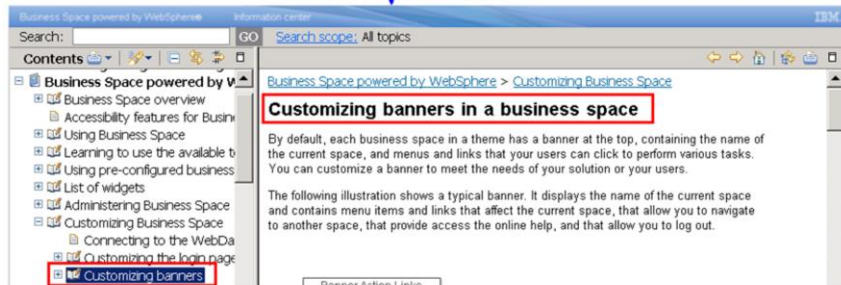 Business Space powered by WebSphere® Information center IBM
Search: GO Search scope: All topics
Contents
Business Space powered by W
Business Space overview
Accessibility features for Busin
Using Business Space
Learning to use the available t
Using pre-configured business
List of widgets
Administering Business Space
Customizing Business Space
Connecting to the WebDa
Customizing the login page
Customizing banners
Business Space powered by WebSphere > Customizing Business Space
Customizing banners in a business space
By default, each business space in a theme has a banner at the top, containing the name of
the current space, and menus and links that your users can click to perform various tasks.
You can customize a banner to meet the needs of your solution or your users.
The following illustration shows a typical banner. It displays the name of the current space
and contains menu items and links that affect the current space, that allow you to navigate
to another space, that provide access the online help, and that allow you to log out.
Banner Action Links